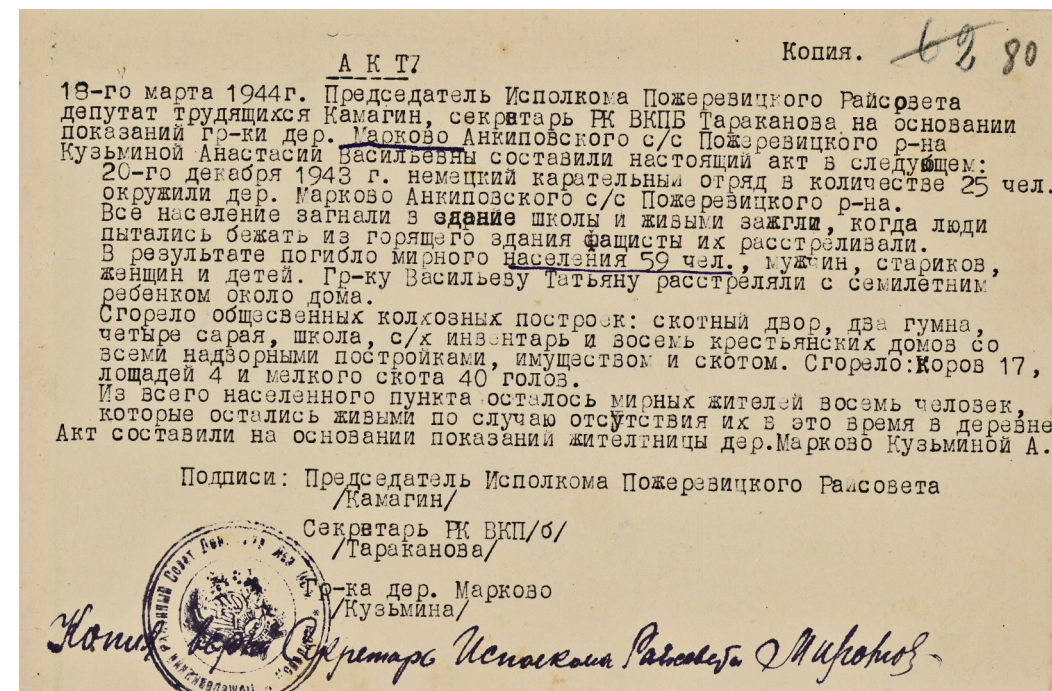 Копия. 62 80
А К Т7
18-го марта 1944г. Председатель Исполкома Пожеревицкого Райсовета
депутат трудящихся Камагин, секретарь РК ВКПБ Тараканова на основании
показаний гр-ки дер. Марково Анкиповского с/с Пожеревицкого р-на
Кузьминой Анастасии Васильевны составили настоящий акт в следующем:
20-го декабря 1943 г. немецкий карательный отряд в количестве 25 чел.
окружили дер. Марково Анкиповского с/с Пожеревицкого р-на.
Все население загнали в здание школы и живыми зажгли, когда люди
пытались бежать из горящего здания фащисты их расстреливали.
В результате погибло мирного населения 59 чел., мужчин, стариков,
женщин и детей. Гр-ку Васильеву Татьяну расстреляли с семилетним
ребенком около дома.
Сгорело общесвенных колхозных построек: скотный двор, два гумна,
четыре сарая, школа, с/х инвентарь и восемь крестьянских домов со
всеми надворными постройками, имуществом и скотом. Сгорело:Коров 17,
лощадей 4 и мелкого скота 40 голов.
Из всего населенного пункта осталось мирных жителей восемь человек,
которые остались живыми по случаю отсутствия их в это время в деревне
Акт составили на основании показаний жителтницы дер.Марково Кузьминой А.
Подписи: Председатель Исполкома Пожеревицкого Райсовета
/Камагин/
Секретарь РК ВКП/б/
/Тараканова/
Гр-ка дер. Марково
/Кузьмина/
Копия верна Секретарь Исполкома Райсовета Миронов